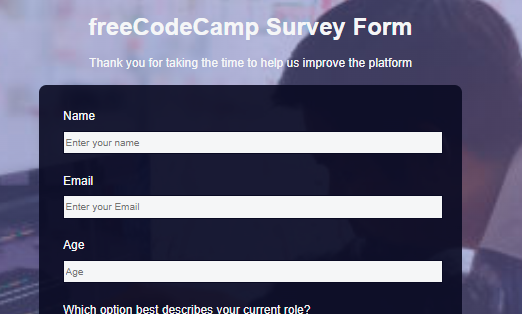 freeCodeCamp Survey Form
Thank you for taking the time to help us improve the platform
Name
Enter your name
Email
Enter your Email
Age
Age
Which option best describes your current role?